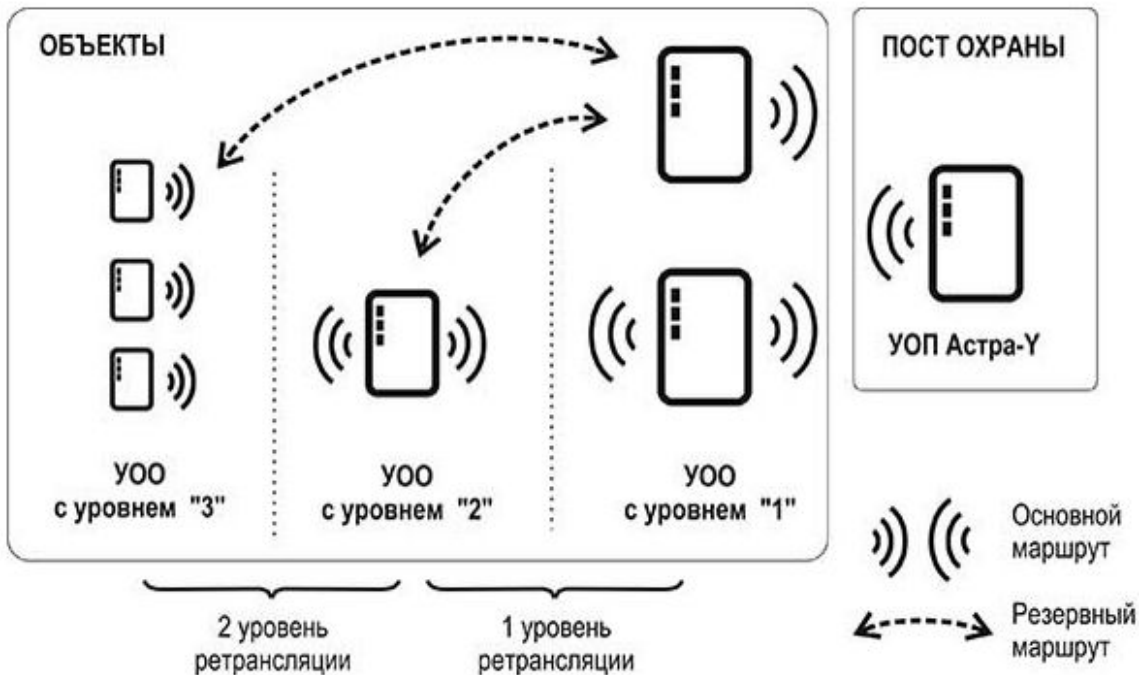 ОБЪЕКТЫ
ПОСТ ОХРАНЫ
УОП Астра-Y
УОО
с уровнем "3"
УОО
с уровнем "2"
УОО
с уровнем "1"
Основной
маршрут
Резервный
маршрут
2 уровень
ретрансляции
1 уровень
ретрансляции